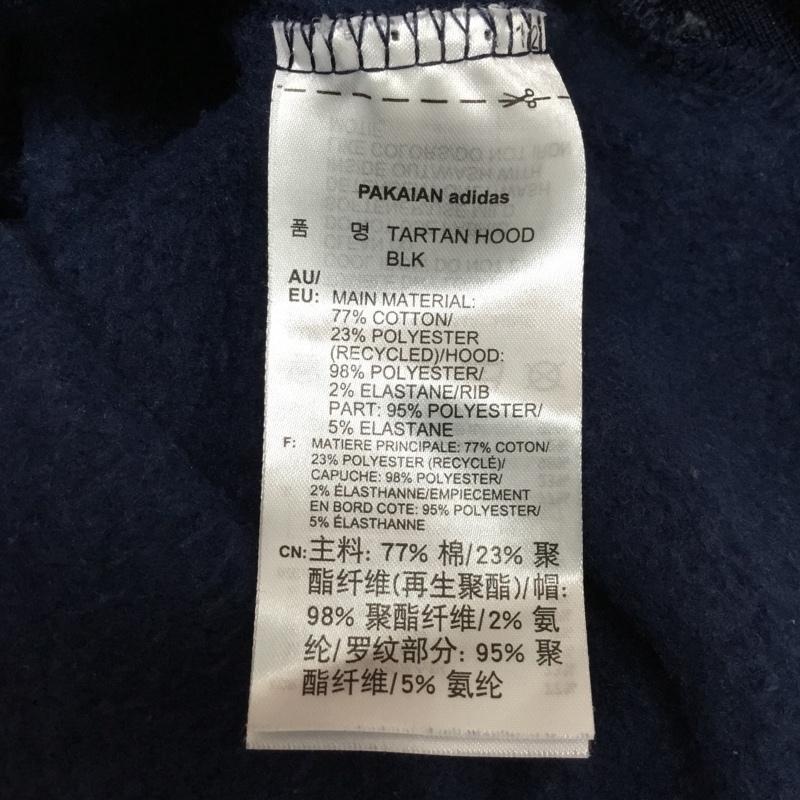 PAKAIAN adidas
품 명 TARTAN HOOD
BLK
AU/
EU: MAIN MATERIAL:
77% COTTON/
23% POLYESTER
(RECYCLED)/HOOD:
98% POLYESTER/
2% ELASTANE/RIB
PART: 95% POLYESTER/
5% ELASTANE
F: MATIERE PRINCIPALE: 77% COTON/
23% POLYESTER (RECYCLÉ)/
CAPUCHE: 98% POLYESTER/
2% ÉLASTHANNE/EMPIECEMENT
EN BORD COTE: 95% POLYESTER/
5% ÉLASTHANNE
CN: 主料: 77% 棉/23% 聚
酯纤维(再生聚酯)/帽:
98% 聚酯纤维/2% 氨
纶/罗纹部分: 95% 聚
酯纤维/5% 氨纶